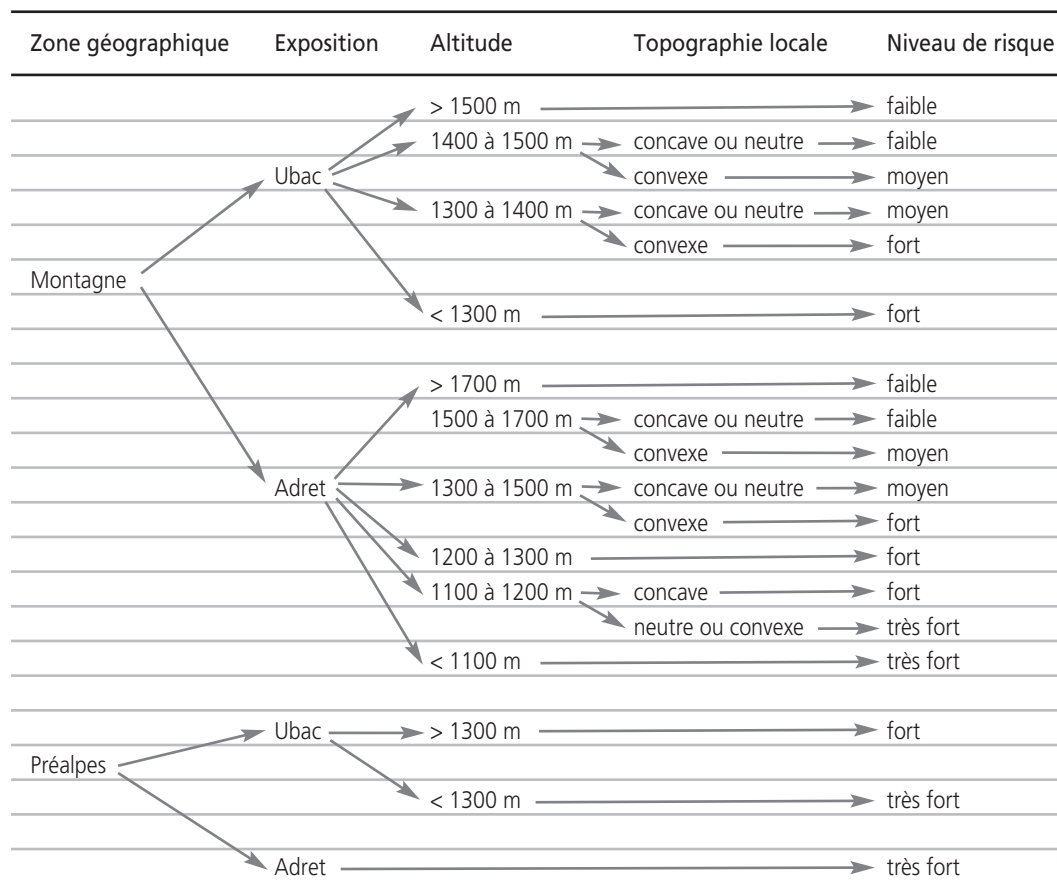 Zone géographique Exposition Altitude Topographie locale Niveau de risque
> 1500 m faible
1400 à 1500 m concave ou neutre faible
Ubac convexe moyen
1300 à 1400 m concave ou neutre moyen
convexe fort
Montagne
< 1300 m fort
> 1700 m faible
1500 à 1700 m concave ou neutre faible
convexe moyen
Adret 1300 à 1500 m concave ou neutre moyen
convexe fort
1200 à 1300 m fort
1100 à 1200 m concave fort
neutre ou convexe très fort
< 1100 m très fort
Ubac > 1300 m fort
Préalpes
< 1300 m très fort
Adret très fort